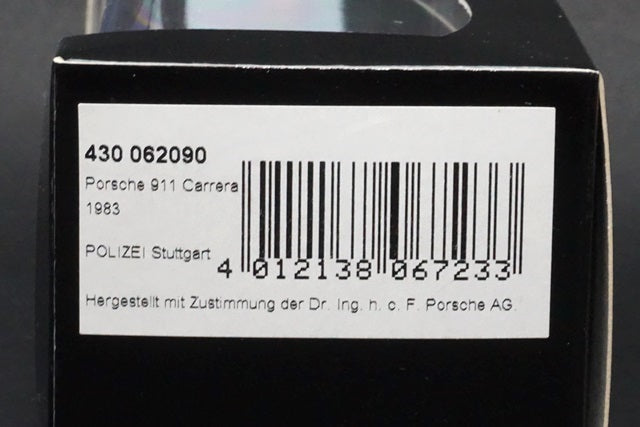 430 062090
Porsche 911 Carrera
1983
POLIZEI Stuttgart
4 012138 067233
Hergestellt mit Zustimmung der Dr. Ing. h. c. F. Porsche AG.